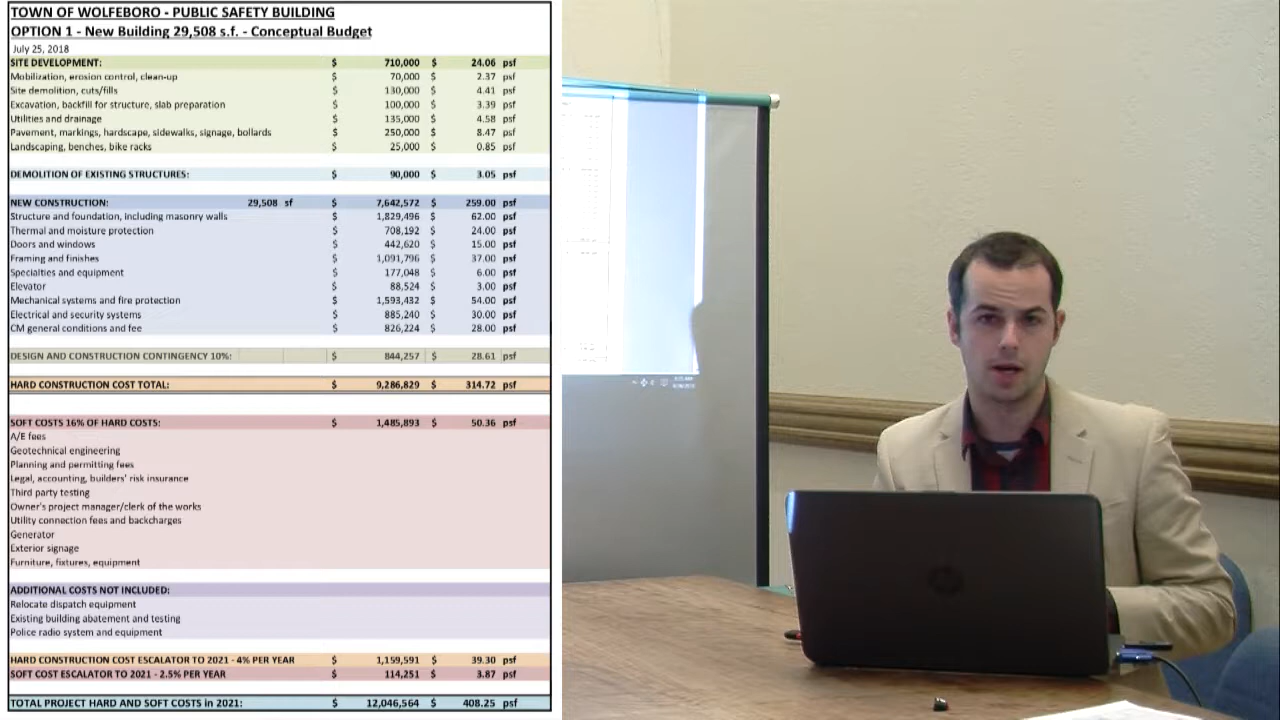 TOWN OF WOLFEBORO - PUBLIC SAFETY BUILDING
OPTION 1 - New Building 29,508 s.f. - Conceptual Budget
July 25, 2018
SITE DEVELOPMENT: $ 710,000 $ 24.06 psf
Mobilization, erosion control, clean-up $ 70,000 $ 2.37 psf
Site demolition, cuts/fills $ 130,000 $ 4.41 psf
Excavation, backfill for structure, slab preparation $ 100,000 $ 3.39 psf
Utilities and drainage $ 135,000 $ 4.58 psf
Pavement, markings, hardscape, sidewalks, signage, bollards $ 250,000 $ 8.47 psf
Landscaping, benches, bike racks $ 25,000 $ 0.85 psf
DEMOLITION OF EXISTING STRUCTURES: $ 90,000 $ 3.05 psf
NEW CONSTRUCTION: 29,508 sf $ 7,642,572 $ 259.00 psf
Structure and foundation, including masonry walls $ 1,829,496 $ 62.00 psf
Thermal and moisture protection $ 708,192 $ 24.00 psf
Doors and windows $ 442,620 $ 15.00 psf
Framing and finishes $ 1,091,796 $ 37.00 psf
Specialties and equipment $ 177,048 $ 6.00 psf
Elevator $ 88,524 $ 3.00 psf
Mechanical systems and fire protection $ 1,593,432 $ 54.00 psf
Electrical and security systems $ 885,240 $ 30.00 psf
CM general conditions and fee $ 826,224 $ 28.00 psf
DESIGN AND CONSTRUCTION CONTINGENCY 10%: $ 844,257 $ 28.61 psf
HARD CONSTRUCTION COST TOTAL: $ 9,286,829 $ 314.72 psf
SOFT COSTS 16% OF HARD COSTS: $ 1,485,893 $ 50.36 psf
A/E fees
Geotechnical engineering
Planning and permitting fees
Legal, accounting, builders' risk insurance
Third party testing
Owner's project manager/clerk of the works
Utility connection fees and backcharges
Generator
Exterior signage
Furniture, fixtures, equipment
ADDITIONAL COSTS NOT INCLUDED:
Relocate dispatch equipment
Existing building abatement and testing
Police radio system and equipment
HARD CONSTRUCTION COST ESCALATOR TO 2021 - 4% PER YEAR $ 1,159,591 $ 39.30 psf
SOFT COST ESCALATOR TO 2021 - 2.5% PER YEAR $ 114,251 $ 3.87 psf
TOTAL PROJECT HARD AND SOFT COSTS in 2021: $ 12,046,564 $ 408.25 psf